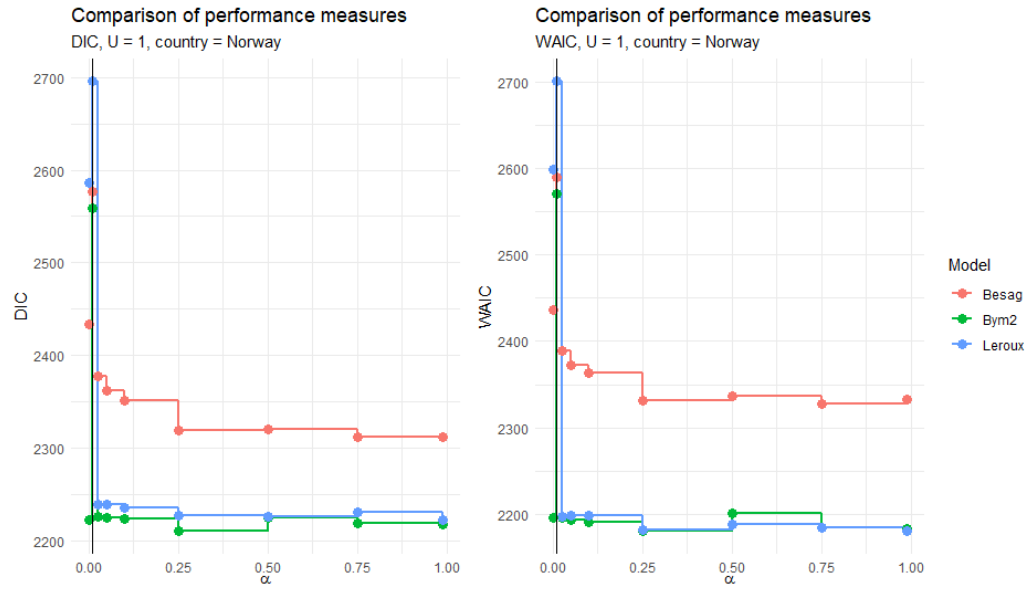 Comparison of performance measures
DIC, U = 1, country = Norway
DIC
2700
2600
2500
2400
2300
2200
0.00 0.25 0.50 0.75 1.00
α
Comparison of performance measures
WAIC, U = 1, country = Norway
WAIC
2700
2600
2500
2400
2300
2200
0.00 0.25 0.50 0.75 1.00
α
Model
Besag
Bym2
Leroux